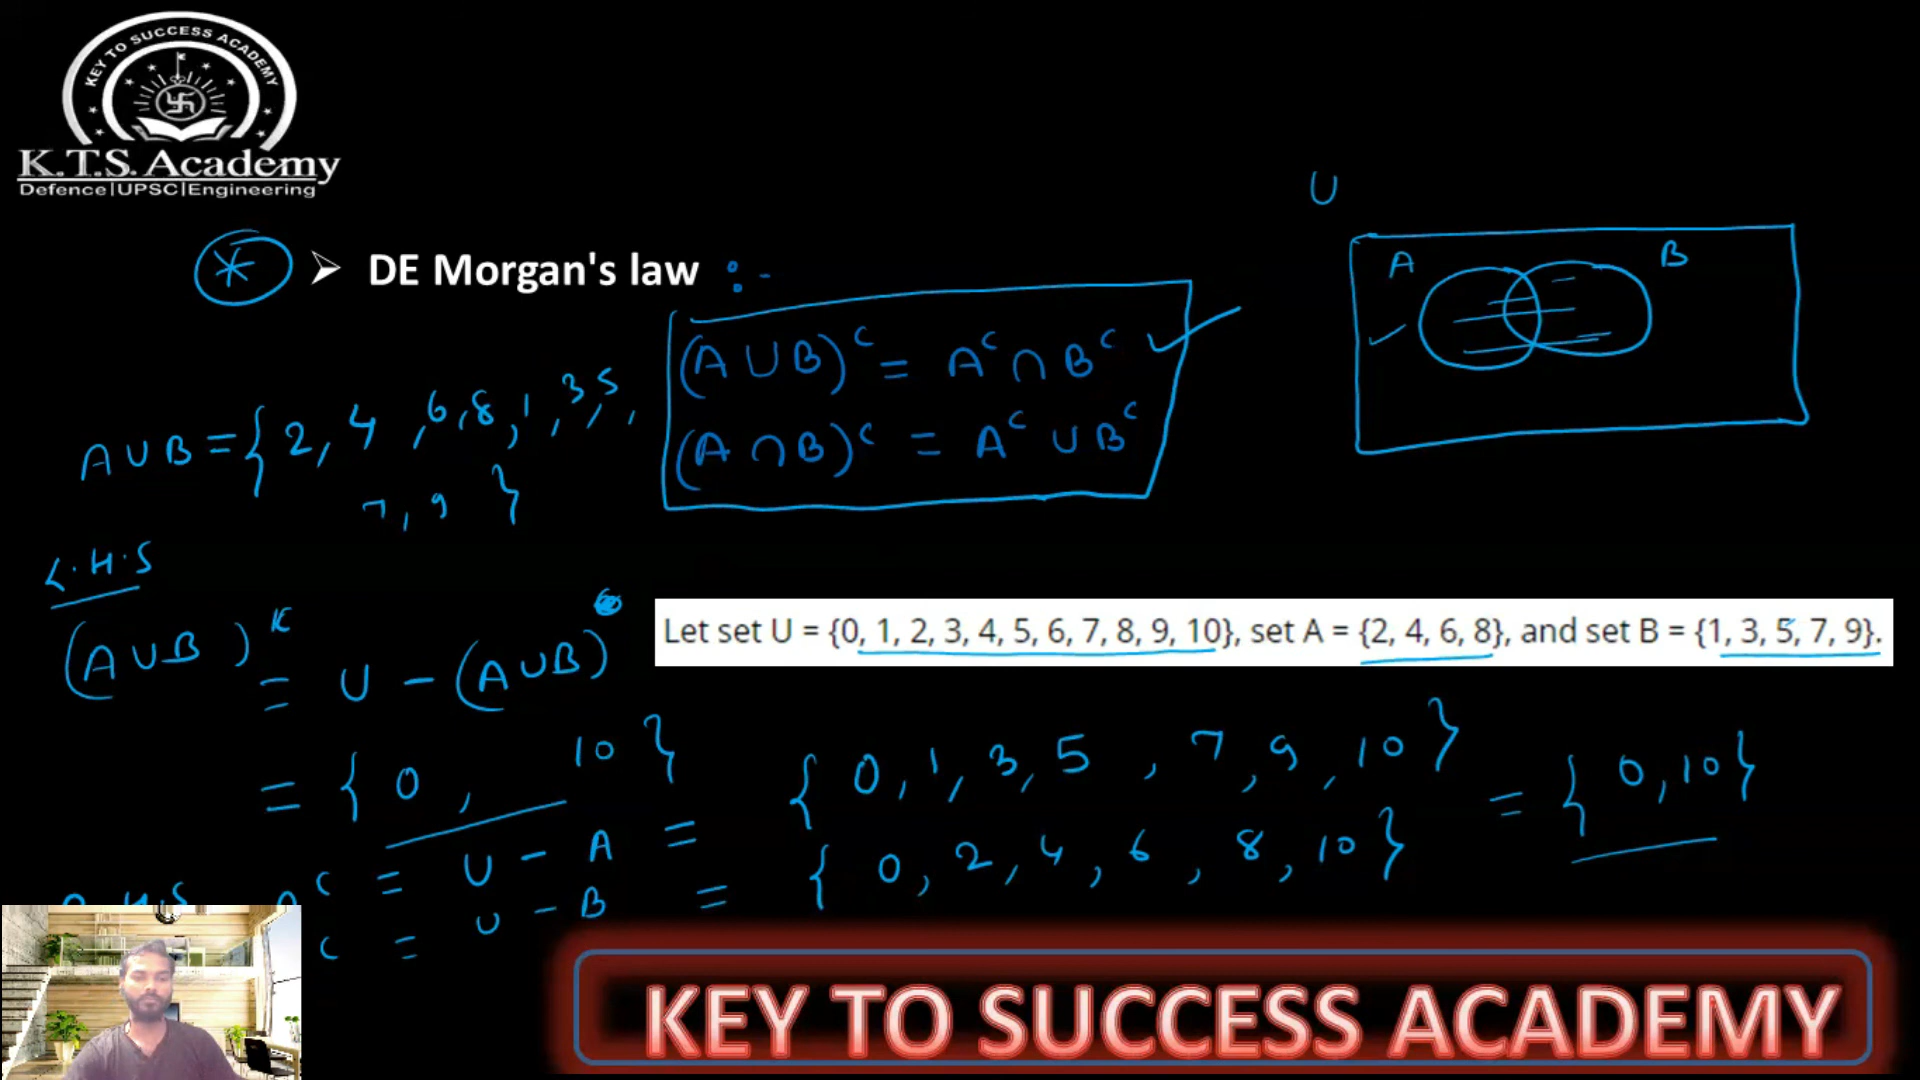 KEY TO SUCCESS ACADEMY
K.T.S. Academy
Defence|UPSC|Engineering
U
* ➢ DE Morgan's law :-
A B
(A ∪ B)ᶜ = Aᶜ ∩ Bᶜ
(A ∩ B)ᶜ = Aᶜ ∪ Bᶜ
A ∪ B = { 2, 4, 6, 8, 1, 3, 5,
7, 9 }
L.H.S
(A ∪ B)ᶜ = U - (A ∪ B)
Let set U = {0, 1, 2, 3, 4, 5, 6, 7, 8, 9, 10}, set A = {2, 4, 6, 8}, and set B = {1, 3, 5, 7, 9}.
= { 0, 10 }
ᶜ = U - A = { 0, 1, 3, 5, 7, 9, 10 }
ᶜ = U - B = { 0, 2, 4, 6, 8, 10 }
= { 0, 10 }
KEY TO SUCCESS ACADEMY